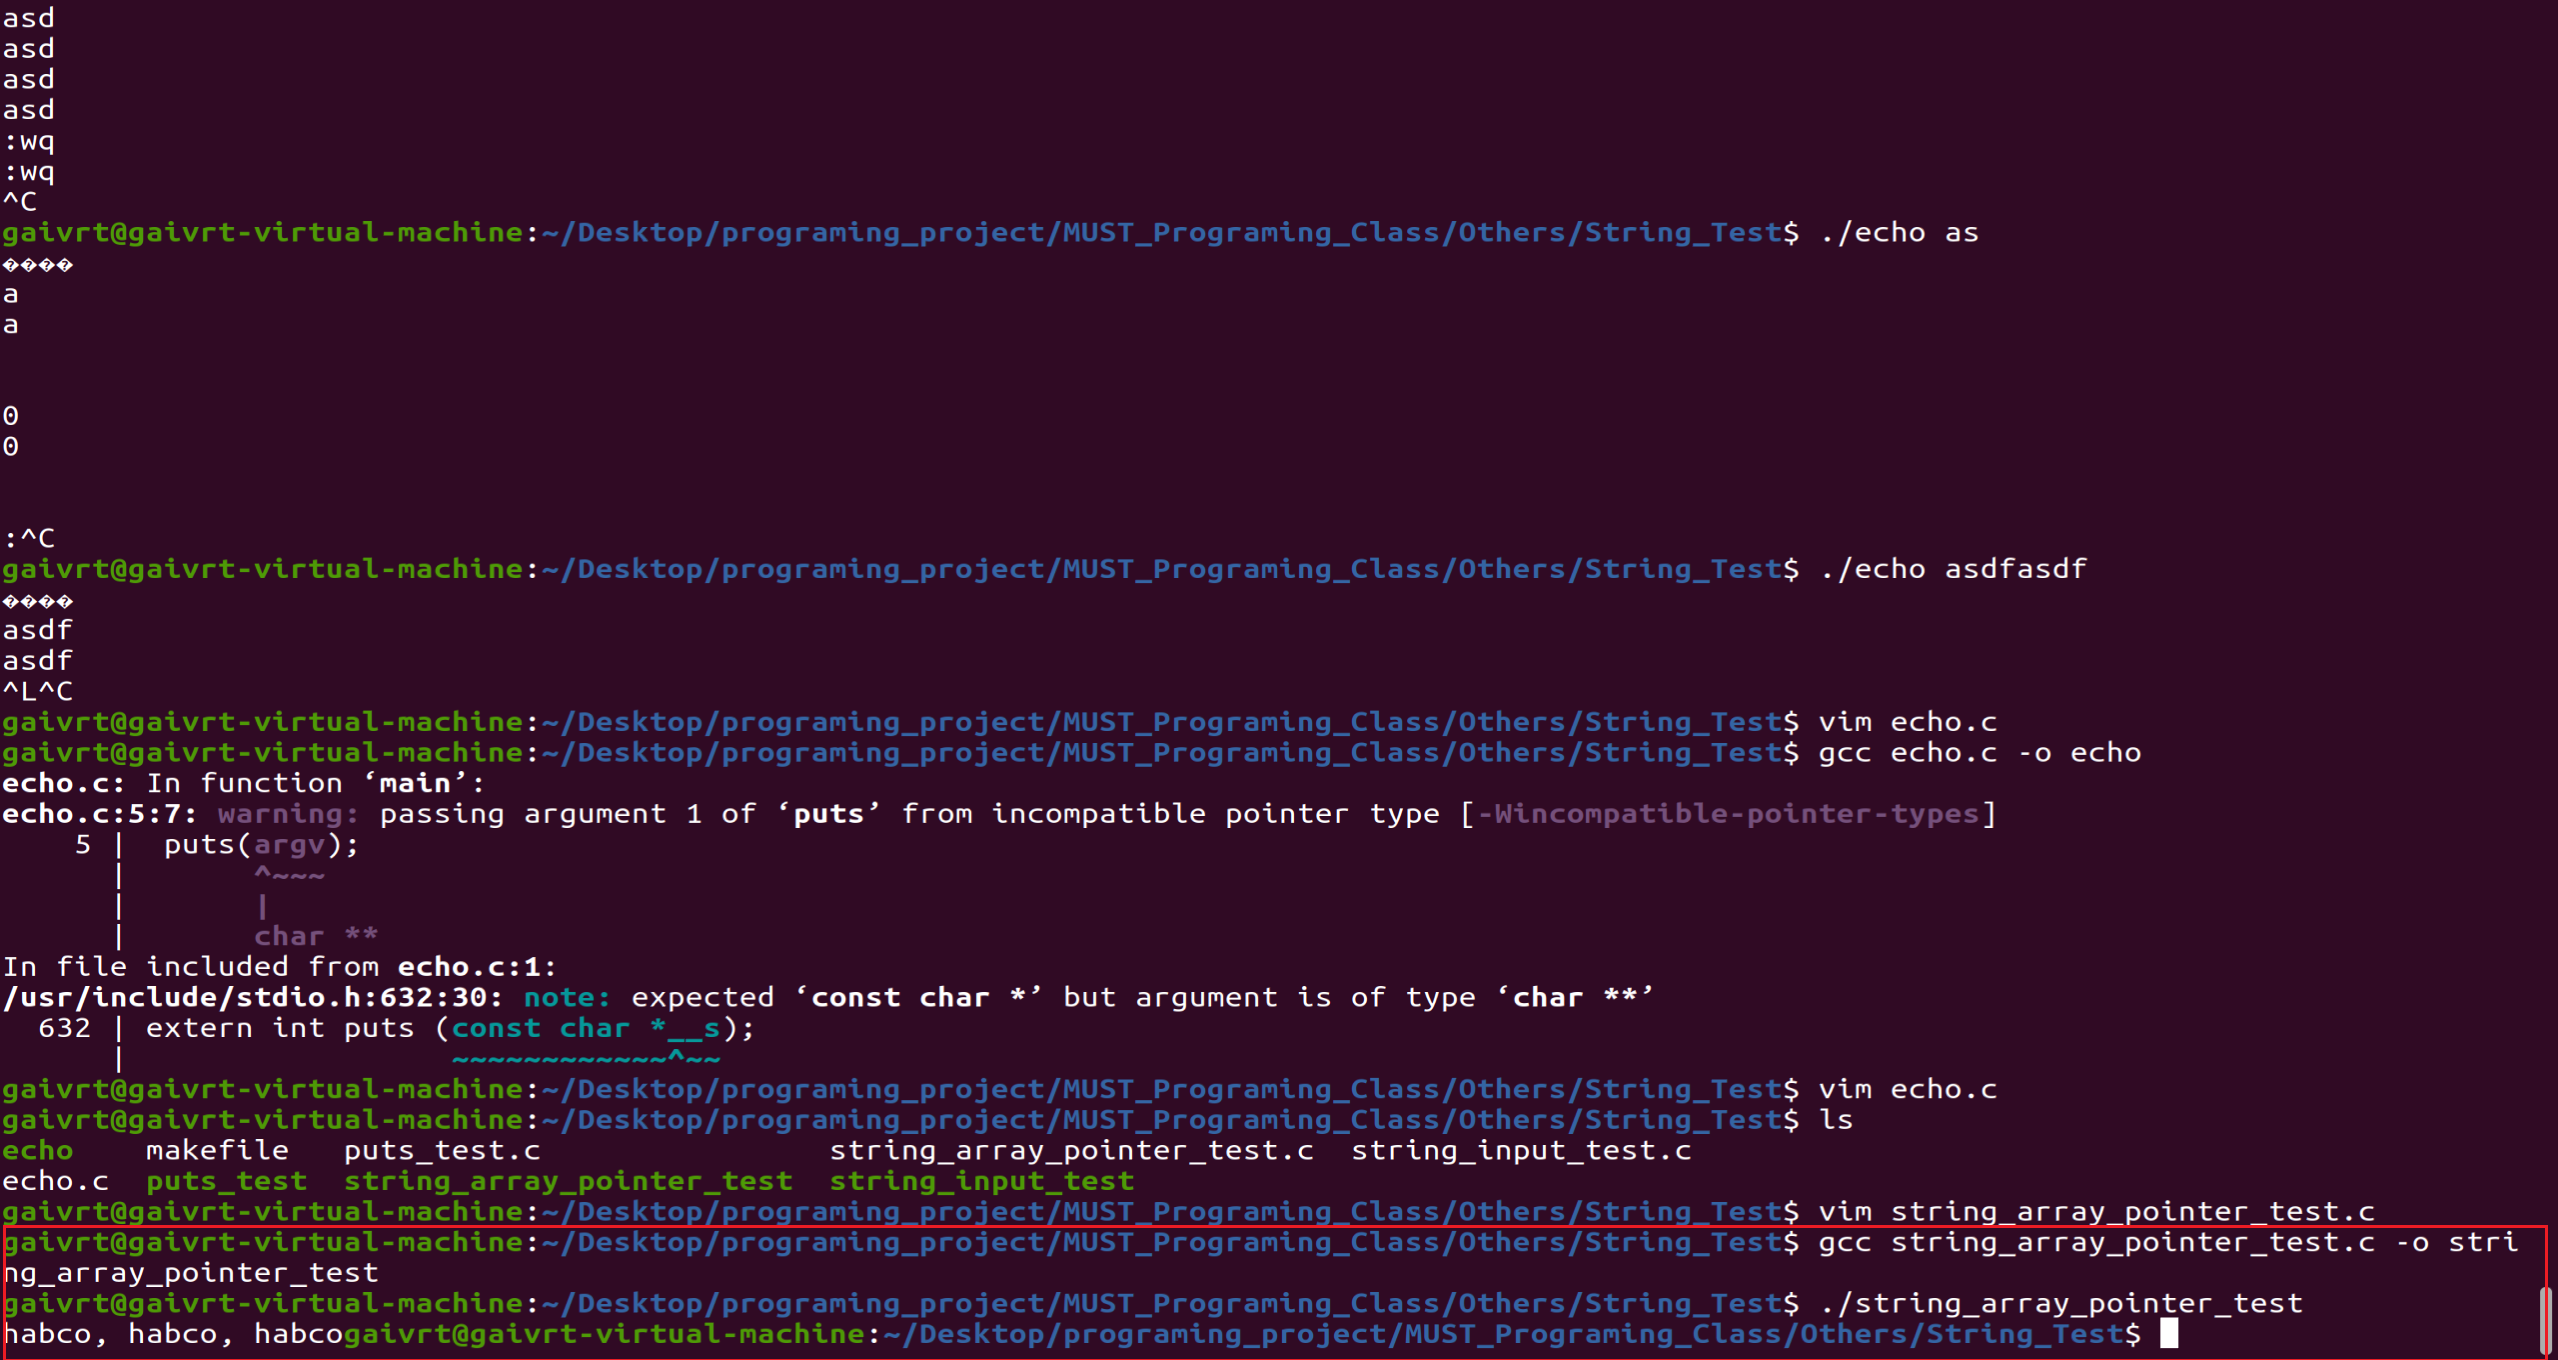 asd
asd
asd
asd
:wq
:wq
^C
gaivrt@gaivrt-virtual-machine:~/Desktop/programing_project/MUST_Programing_Class/Others/String_Test$ ./echo as
����
a
a
0
0
:^C
gaivrt@gaivrt-virtual-machine:~/Desktop/programing_project/MUST_Programing_Class/Others/String_Test$ ./echo asdfasdf
����
asdf
asdf
^L^C
gaivrt@gaivrt-virtual-machine:~/Desktop/programing_project/MUST_Programing_Class/Others/String_Test$ vim echo.c
gaivrt@gaivrt-virtual-machine:~/Desktop/programing_project/MUST_Programing_Class/Others/String_Test$ gcc echo.c -o echo
echo.c: In function ‘main’:
echo.c:5:7: warning: passing argument 1 of ‘puts’ from incompatible pointer type [-Wincompatible-pointer-types]
    5 |  puts(argv);
      |       ^~~~
      |       |
      |       char **
In file included from echo.c:1:
/usr/include/stdio.h:632:30: note: expected ‘const char *’ but argument is of type ‘char **’
  632 | extern int puts (const char *__s);
      |                  ~~~~~~~~~~~~^~~
gaivrt@gaivrt-virtual-machine:~/Desktop/programing_project/MUST_Programing_Class/Others/String_Test$ vim echo.c
gaivrt@gaivrt-virtual-machine:~/Desktop/programing_project/MUST_Programing_Class/Others/String_Test$ ls
echo    makefile   puts_test.c                string_array_pointer_test.c  string_input_test.c
echo.c  puts_test  string_array_pointer_test  string_input_test
gaivrt@gaivrt-virtual-machine:~/Desktop/programing_project/MUST_Programing_Class/Others/String_Test$ vim string_array_pointer_test.c
gaivrt@gaivrt-virtual-machine:~/Desktop/programing_project/MUST_Programing_Class/Others/String_Test$ gcc string_array_pointer_test.c -o stri
ng_array_pointer_test
gaivrt@gaivrt-virtual-machine:~/Desktop/programing_project/MUST_Programing_Class/Others/String_Test$ ./string_array_pointer_test
habco, habco, habcogaivrt@gaivrt-virtual-machine:~/Desktop/programing_project/MUST_Programing_Class/Others/String_Test$